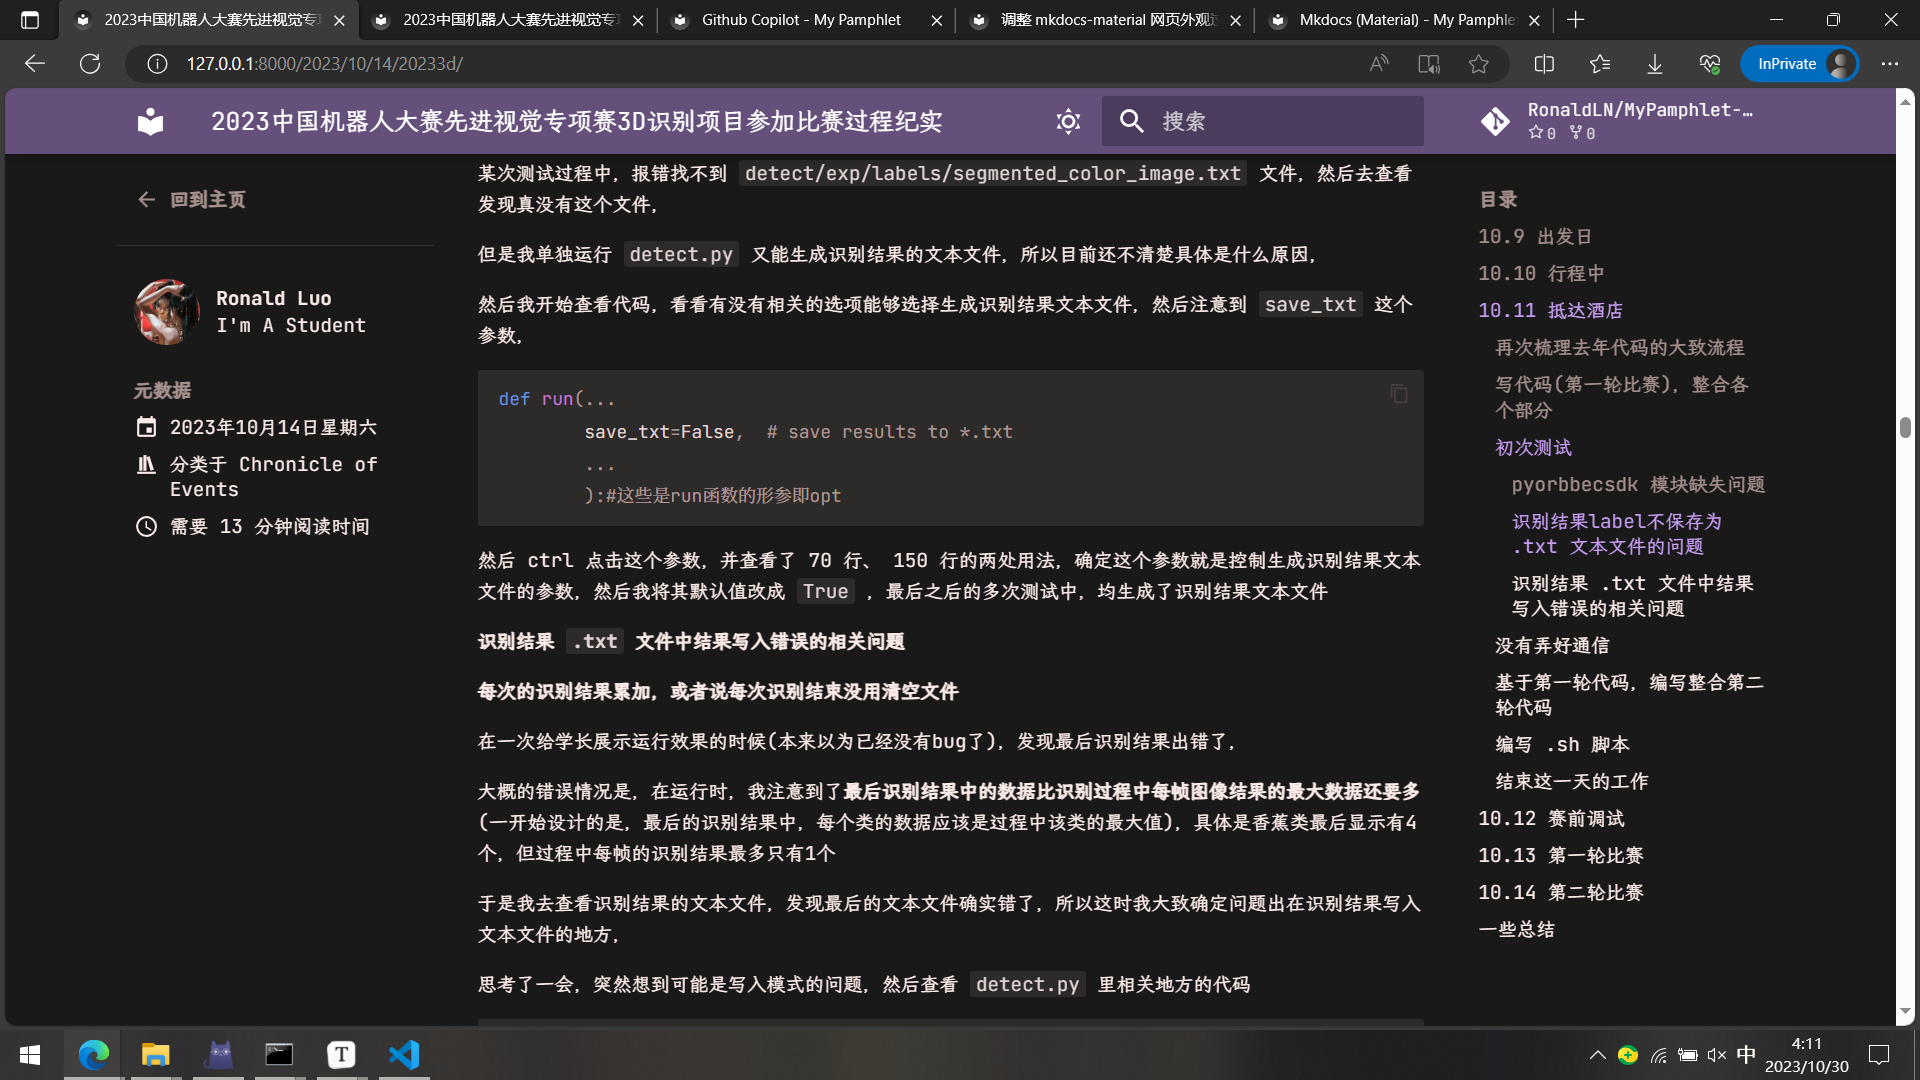 2023中国机器人大赛先进视觉专项
2023中国机器人大赛先进视觉专项
Github Copilot - My Pamphlet
调整 mkdocs-material 网页外观
Mkdocs (Material) - My Pamphlet
127.0.0.1:8000/2023/10/14/20233d/
InPrivate
2023中国机器人大赛先进视觉专项赛3D识别项目参加比赛过程纪实
搜索
RonaldLN/MyPamphlet-…
0 0
回到主页
Ronald Luo
I'm A Student
元数据
2023年10月14日星期六
分类于 Chronicle of
Events
需要 13 分钟阅读时间
某次测试过程中, 报错找不到 detect/exp/labels/segmented_color_image.txt 文件, 然后去查看
发现真没有这个文件,
但是我单独运行 detect.py 又能生成识别结果的文本文件, 所以目前还不清楚具体是什么原因,
然后我开始查看代码, 看看有没有相关的选项能够选择生成识别结果文本文件, 然后注意到 save_txt 这个
参数,
def run(...
save_txt=False,  # save results to *.txt
...
):#这些是run函数的形参即opt
然后 ctrl 点击这个参数, 并查看了 70 行、 150 行的两处用法, 确定这个参数就是控制生成识别结果文本
文件的参数, 然后我将其默认值改成 True , 最后之后的多次测试中, 均生成了识别结果文本文件
识别结果 .txt 文件中结果写入错误的相关问题
每次的识别结果累加, 或者说每次识别结束没用清空文件
在一次给学长展示运行效果的时候(本来以为已经没有bug了), 发现最后识别结果出错了,
大概的错误情况是, 在运行时, 我注意到了最后识别结果中的数据比识别过程中每帧图像结果的最大数据还要多
(一开始设计的是, 最后的识别结果中, 每个类的数据应该是过程中该类的最大值), 具体是香蕉类最后显示有4
个, 但过程中每帧的识别结果最多只有1个
于是我去查看识别结果的文本文件, 发现最后的文本文件确实错了, 所以这时我大致确定问题出在识别结果写入
文本文件的地方,
思考了一会, 突然想到可能是写入模式的问题, 然后查看 detect.py 里相关地方的代码
目录
10.9 出发日
10.10 行程中
10.11 抵达酒店
再次梳理去年代码的大致流程
写代码(第一轮比赛), 整合各
个部分
初次测试
pyorbbecsdk 模块缺失问题
识别结果label不保存为
.txt 文本文件的问题
识别结果 .txt 文件中结果
写入错误的相关问题
没有弄好通信
基于第一轮代码, 编写整合第二
轮代码
编写 .sh 脚本
结束这一天的工作
10.12 赛前调试
10.13 第一轮比赛
10.14 第二轮比赛
一些总结
中
4:11
2023/10/30